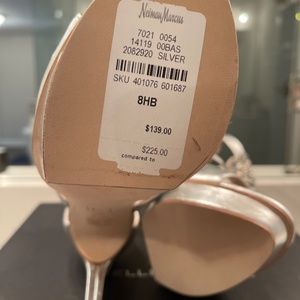 Neiman Marcus
7021 0054
14119 00BAS
2082920 SILVER
SKU 401076 601687
8HB
$139.00
$225.00
compared to